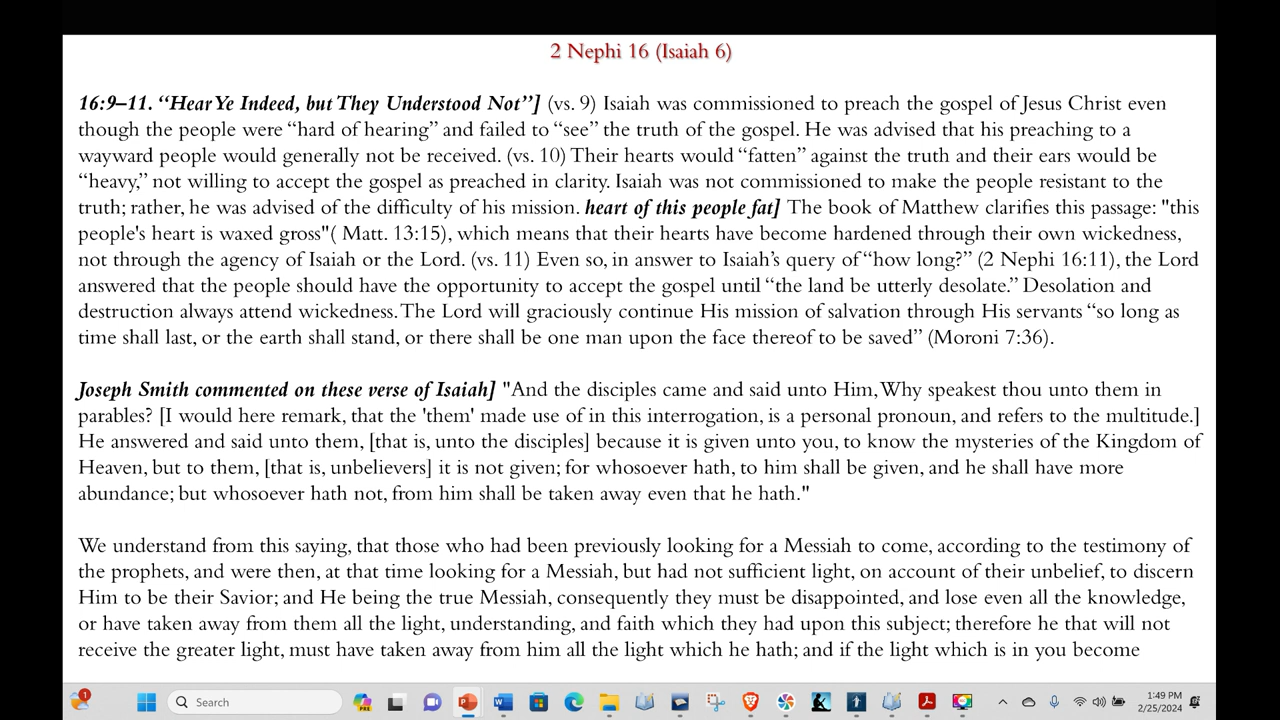 2 Nephi 16 (Isaiah 6)
16:9–11. “Hear Ye Indeed, but They Understood Not”] (vs. 9) Isaiah was commissioned to preach the gospel of Jesus Christ even
though the people were “hard of hearing” and failed to “see” the truth of the gospel. He was advised that his preaching to a
wayward people would generally not be received. (vs. 10) Their hearts would “fatten” against the truth and their ears would be
“heavy,” not willing to accept the gospel as preached in clarity. Isaiah was not commissioned to make the people resistant to the
truth; rather, he was advised of the difficulty of his mission. heart of this people fat] The book of Matthew clarifies this passage: "this
people's heart is waxed gross"( Matt. 13:15), which means that their hearts have become hardened through their own wickedness,
not through the agency of Isaiah or the Lord. (vs. 11) Even so, in answer to Isaiah’s query of “how long?” (2 Nephi 16:11), the Lord
answered that the people should have the opportunity to accept the gospel until “the land be utterly desolate.” Desolation and
destruction always attend wickedness. The Lord will graciously continue His mission of salvation through His servants “so long as
time shall last, or the earth shall stand, or there shall be one man upon the face thereof to be saved” (Moroni 7:36).
Joseph Smith commented on these verse of Isaiah] "And the disciples came and said unto Him, Why speakest thou unto them in
parables? [I would here remark, that the 'them' made use of in this interrogation, is a personal pronoun, and refers to the multitude.]
He answered and said unto them, [that is, unto the disciples] because it is given unto you, to know the mysteries of the Kingdom of
Heaven, but to them, [that is, unbelievers] it is not given; for whosoever hath, to him shall be given, and he shall have more
abundance; but whosoever hath not, from him shall be taken away even that he hath."
We understand from this saying, that those who had been previously looking for a Messiah to come, according to the testimony of
the prophets, and were then, at that time looking for a Messiah, but had not sufficient light, on account of their unbelief, to discern
Him to be their Savior; and He being the true Messiah, consequently they must be disappointed, and lose even all the knowledge,
or have taken away from them all the light, understanding, and faith which they had upon this subject; therefore he that will not
receive the greater light, must have taken away from him all the light which he hath; and if the light which is in you become
1
Search
PRE
1:49 PM
2/25/2024